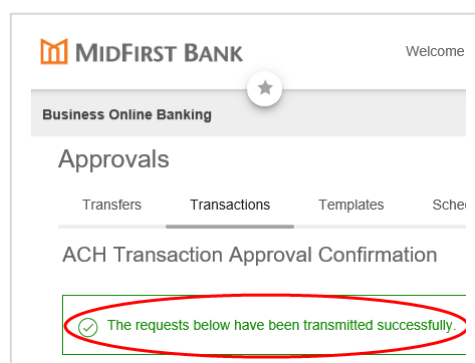 MIDFIRST BANK
Welcome
Business Online Banking
Approvals
Transfers Transactions Templates Sche
ACH Transaction Approval Confirmation
The requests below have been transmitted successfully.